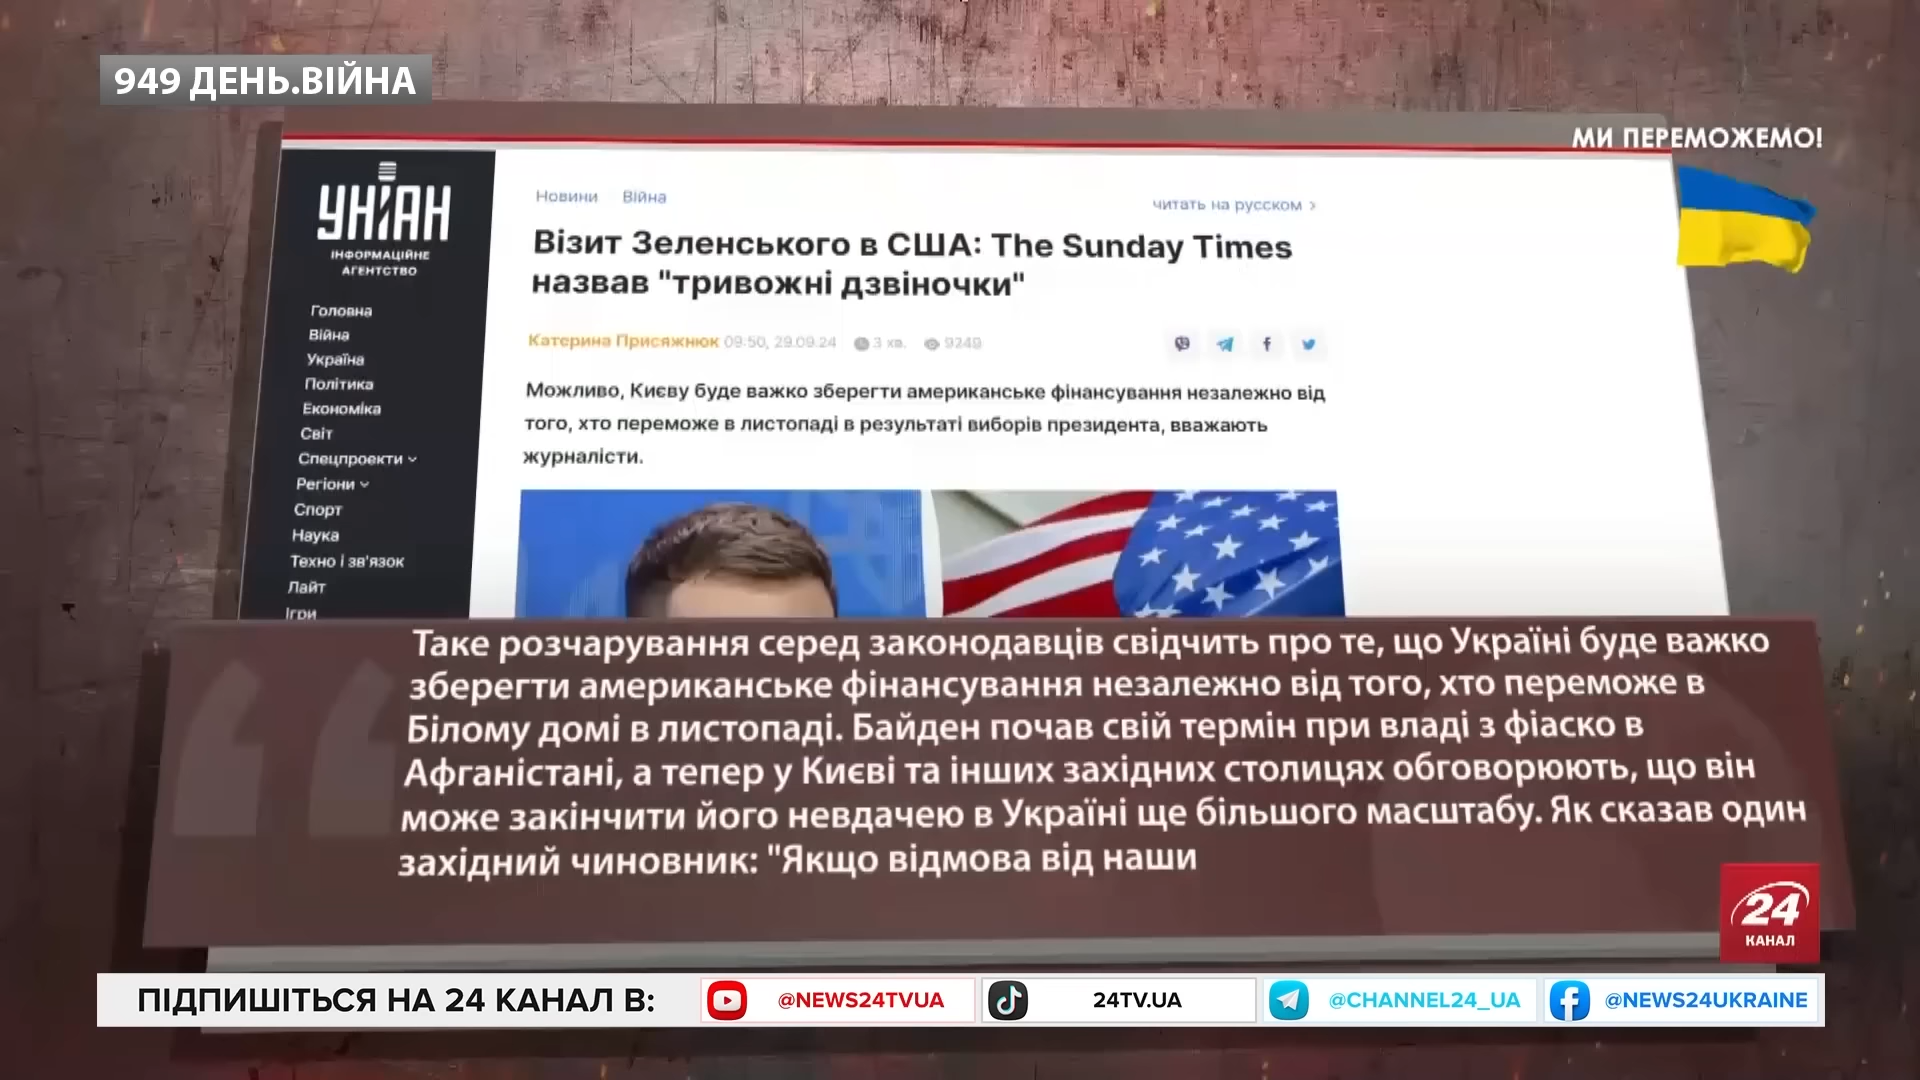 949 ДЕНЬ.ВІЙНА
МИ ПЕРЕМОЖЕМО!
УНІАН
ІНФОРМАЦІЙНЕ
АГЕНТСТВО
Головна
Війна
Україна
Політика
Економіка
Світ
Спецпроекти
Регіони
Спорт
Наука
Техно і зв'язок
Лайт
Ігри
Новини Війна
читать на русском >
Візит Зеленського в США: The Sunday Times
назвав "тривожні дзвіночки"
Катерина Присяжнюк 09:50, 29.09.24 3 хв. 9249
Можливо, Києву буде важко зберегти американське фінансування незалежно від
того, хто переможе в листопаді в результаті виборів президента, вважають
журналісти.
Таке розчарування серед законодавців свідчить про те, що Україні буде важко
зберегти американське фінансування незалежно від того, хто переможе в
Білому домі в листопаді. Байден почав свій термін при владі з фіаско в
Афганістані, а тепер у Києві та інших західних столицях обговорюють, що він
може закінчити його невдачею в Україні ще більшого масштабу. Як сказав один
західний чиновник: "Якщо відмова від наши
24
КАНАЛ
ПІДПИШІТЬСЯ НА 24 КАНАЛ В: @NEWS24TVUA 24TV.UA @CHANNEL24_UA @NEWS24UKRAINE